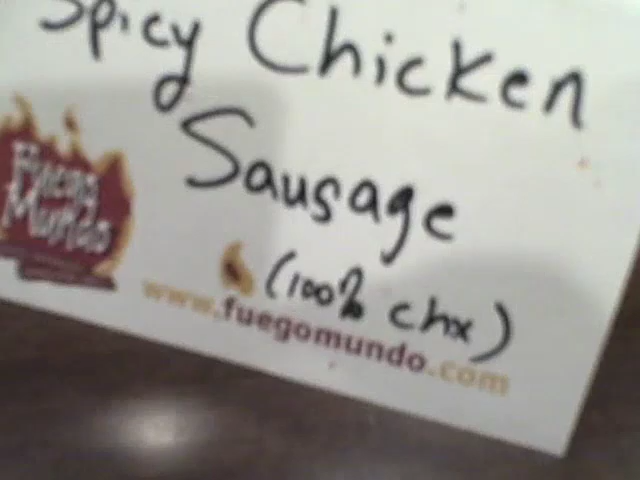 Spicy Chicken
Sausage
Fuego
Mundo
(100% chx)
www.fuegomundo.com